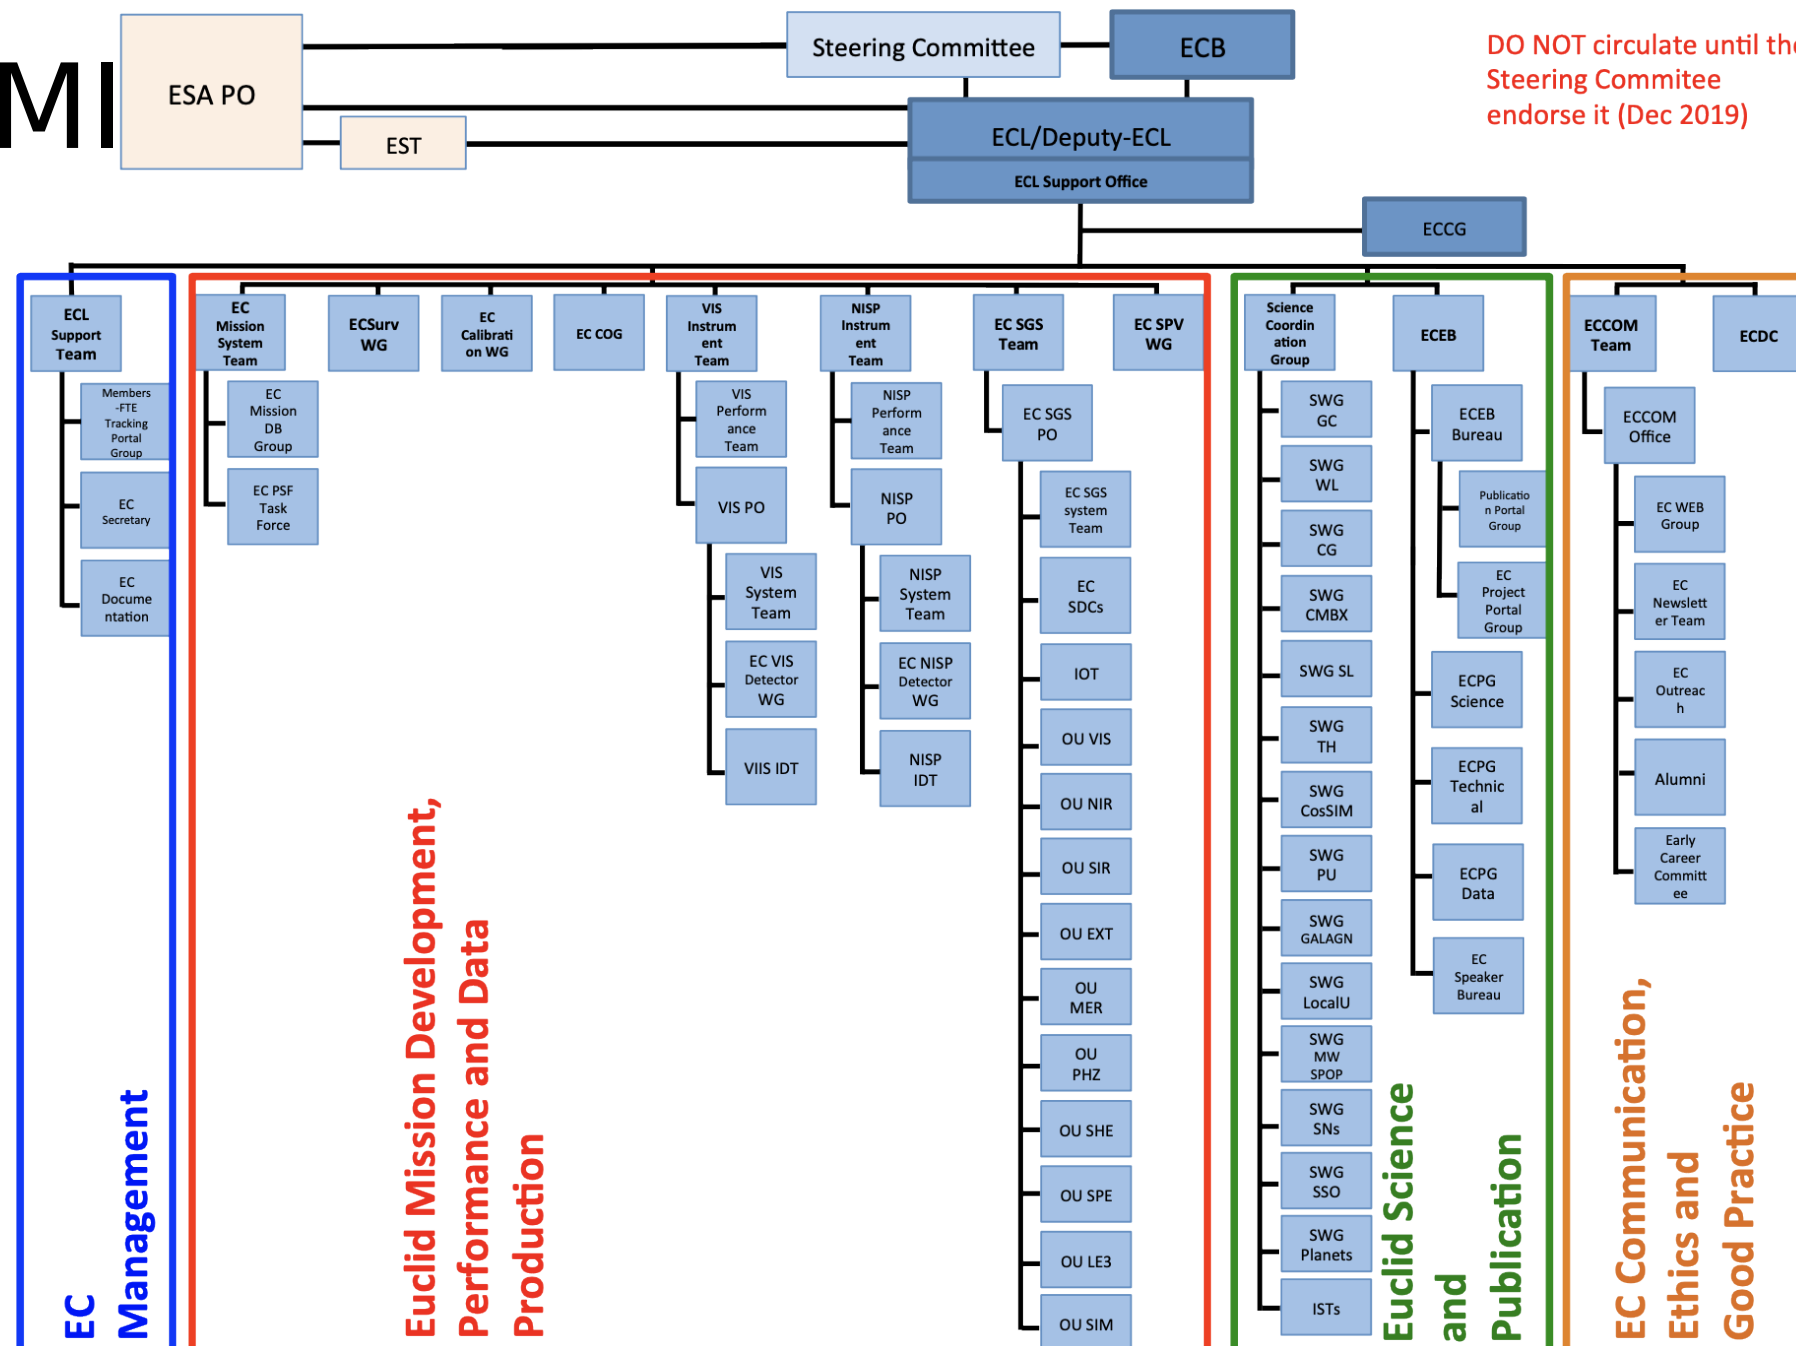 MI
ESA PO
Steering Committee
ECB
DO NOT circulate until the
Steering Commitee
endorse it (Dec 2019)
EST
ECL/Deputy-ECL
ECL Support Office
ECCG
ECL
Support
Team
Members
-FTE
Tracking
Portal
Group
EC
Secretary
EC
Docume
ntation
EC
Management
EC
Mission
System
Team
EC
Mission
DB
Group
EC PSF
Task
Force
ECSurv
WG
EC
Calibrati
on WG
EC COG
VIS
Instrum
ent
Team
VIS
Perform
ance
Team
VIS PO
VIS
System
Team
EC VIS
Detector
WG
VIIS IDT
NISP
Instrum
ent
Team
NISP
Perform
ance
Team
NISP
PO
NISP
System
Team
EC NISP
Detector
WG
NISP
IDT
EC SGS
Team
EC SGS
PO
EC SGS
system
Team
EC
SDCs
IOT
OU VIS
OU NIR
OU SIR
OU EXT
OU
MER
OU
PHZ
OU SHE
OU SPE
OU LE3
OU SIM
EC SPV
WG
Euclid Mission Development,
Performance and Data
Production
Science
Coordin
ation
Group
SWG
GC
SWG
WL
SWG
CG
SWG
CMBX
SWG SL
SWG
TH
SWG
CosSIM
SWG
PU
SWG
GALAGN
SWG
LocalU
SWG
MW
SPOP
SWG
SNs
SWG
SSO
SWG
Planets
ISTs
ECEB
ECEB
Bureau
Publicatio
n Portal
Group
EC
Project
Portal
Group
ECPG
Science
ECPG
Technic
al
ECPG
Data
EC
Speaker
Bureau
Euclid Science
and
Publication
ECCOM
Team
ECCOM
Office
EC WEB
Group
EC
Newslett
er Team
EC
Outreac
h
Alumni
Early
Career
Committ
ee
ECDC
EC Communication,
Ethics and
Good Practice